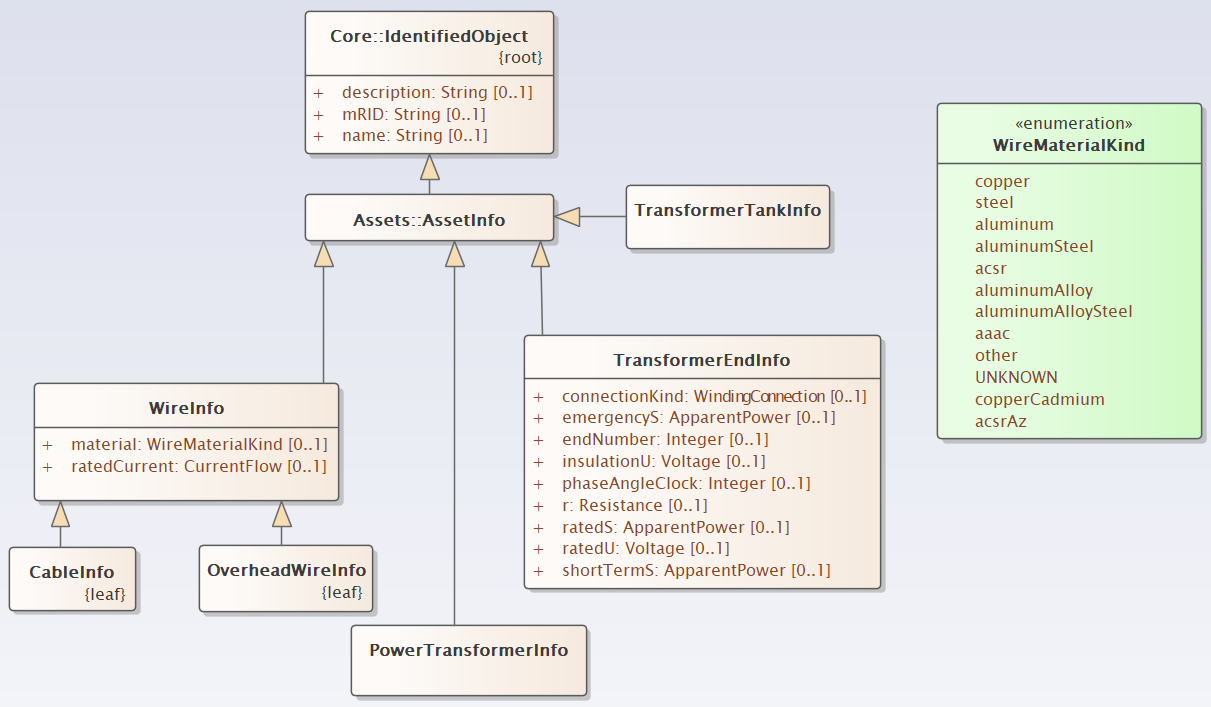 Core::IdentifiedObject
{root}
+ description: String [0..1]
+ mRID: String [0..1]
+ name: String [0..1]
Assets::AssetInfo
TransformerTankInfo
«enumeration»
WireMaterialKind
copper
steel
aluminum
aluminumSteel
acsr
aluminumAlloy
aluminumAlloySteel
aaac
other
UNKNOWN
copperCadmium
acsrAz
TransformerEndInfo
+ connectionKind: WindingConnection [0..1]
+ emergencyS: ApparentPower [0..1]
+ endNumber: Integer [0..1]
+ insulationU: Voltage [0..1]
+ phaseAngleClock: Integer [0..1]
+ r: Resistance [0..1]
+ ratedS: ApparentPower [0..1]
+ ratedU: Voltage [0..1]
+ shortTermS: ApparentPower [0..1]
WireInfo
+ material: WireMaterialKind [0..1]
+ ratedCurrent: CurrentFlow [0..1]
CableInfo
{leaf}
OverheadWireInfo
{leaf}
PowerTransformerInfo